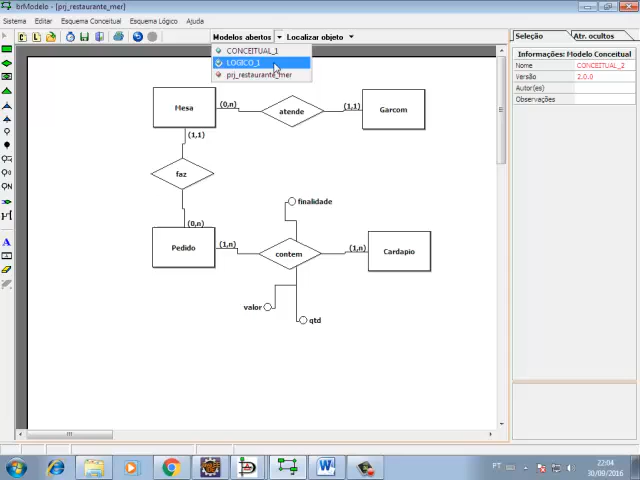 brModelo - [prj_restaurante_mer]
Sistema Editar Esquema Conceitual Esquema Lógico Ajuda
Modelos abertos Localizar objeto
CONCEITUAL_1
LOGICO_1
prj_restaurante_mer
Seleção Atr. ocultos
Informações: Modelo Conceitual
Nome CONCEITUAL_2
Versão 2.0.0
Autor(es)
Observações
Mesa (0,n) atende (1,1) Garcom
(1,1)
faz
finalidade
(0,n)
Pedido (1,n) contem (1,n) Cardapio
valor
qtd
PT
22:04
30/09/2016